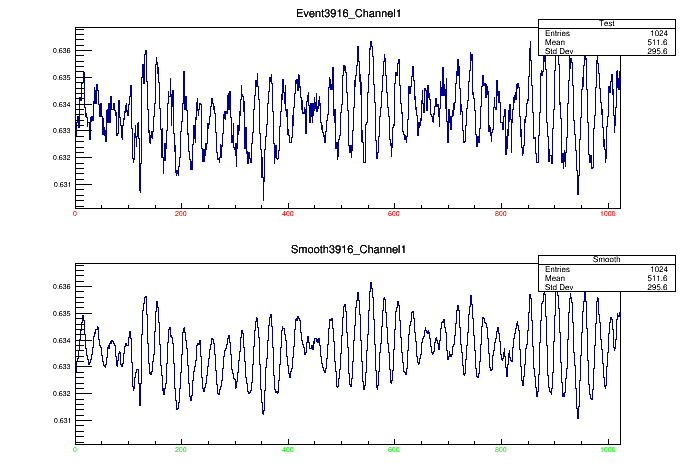 Event3916_Channel1
Test
Entries 1024
Mean 511.6
Std Dev 295.6
0.636
0.635
0.634
0.633
0.632
0.631
0 200 400 600 800 1000
Smooth3916_Channel1
Smooth
Entries 1024
Mean 511.6
Std Dev 295.6
0.636
0.635
0.634
0.633
0.632
0.631
0 200 400 600 800 1000